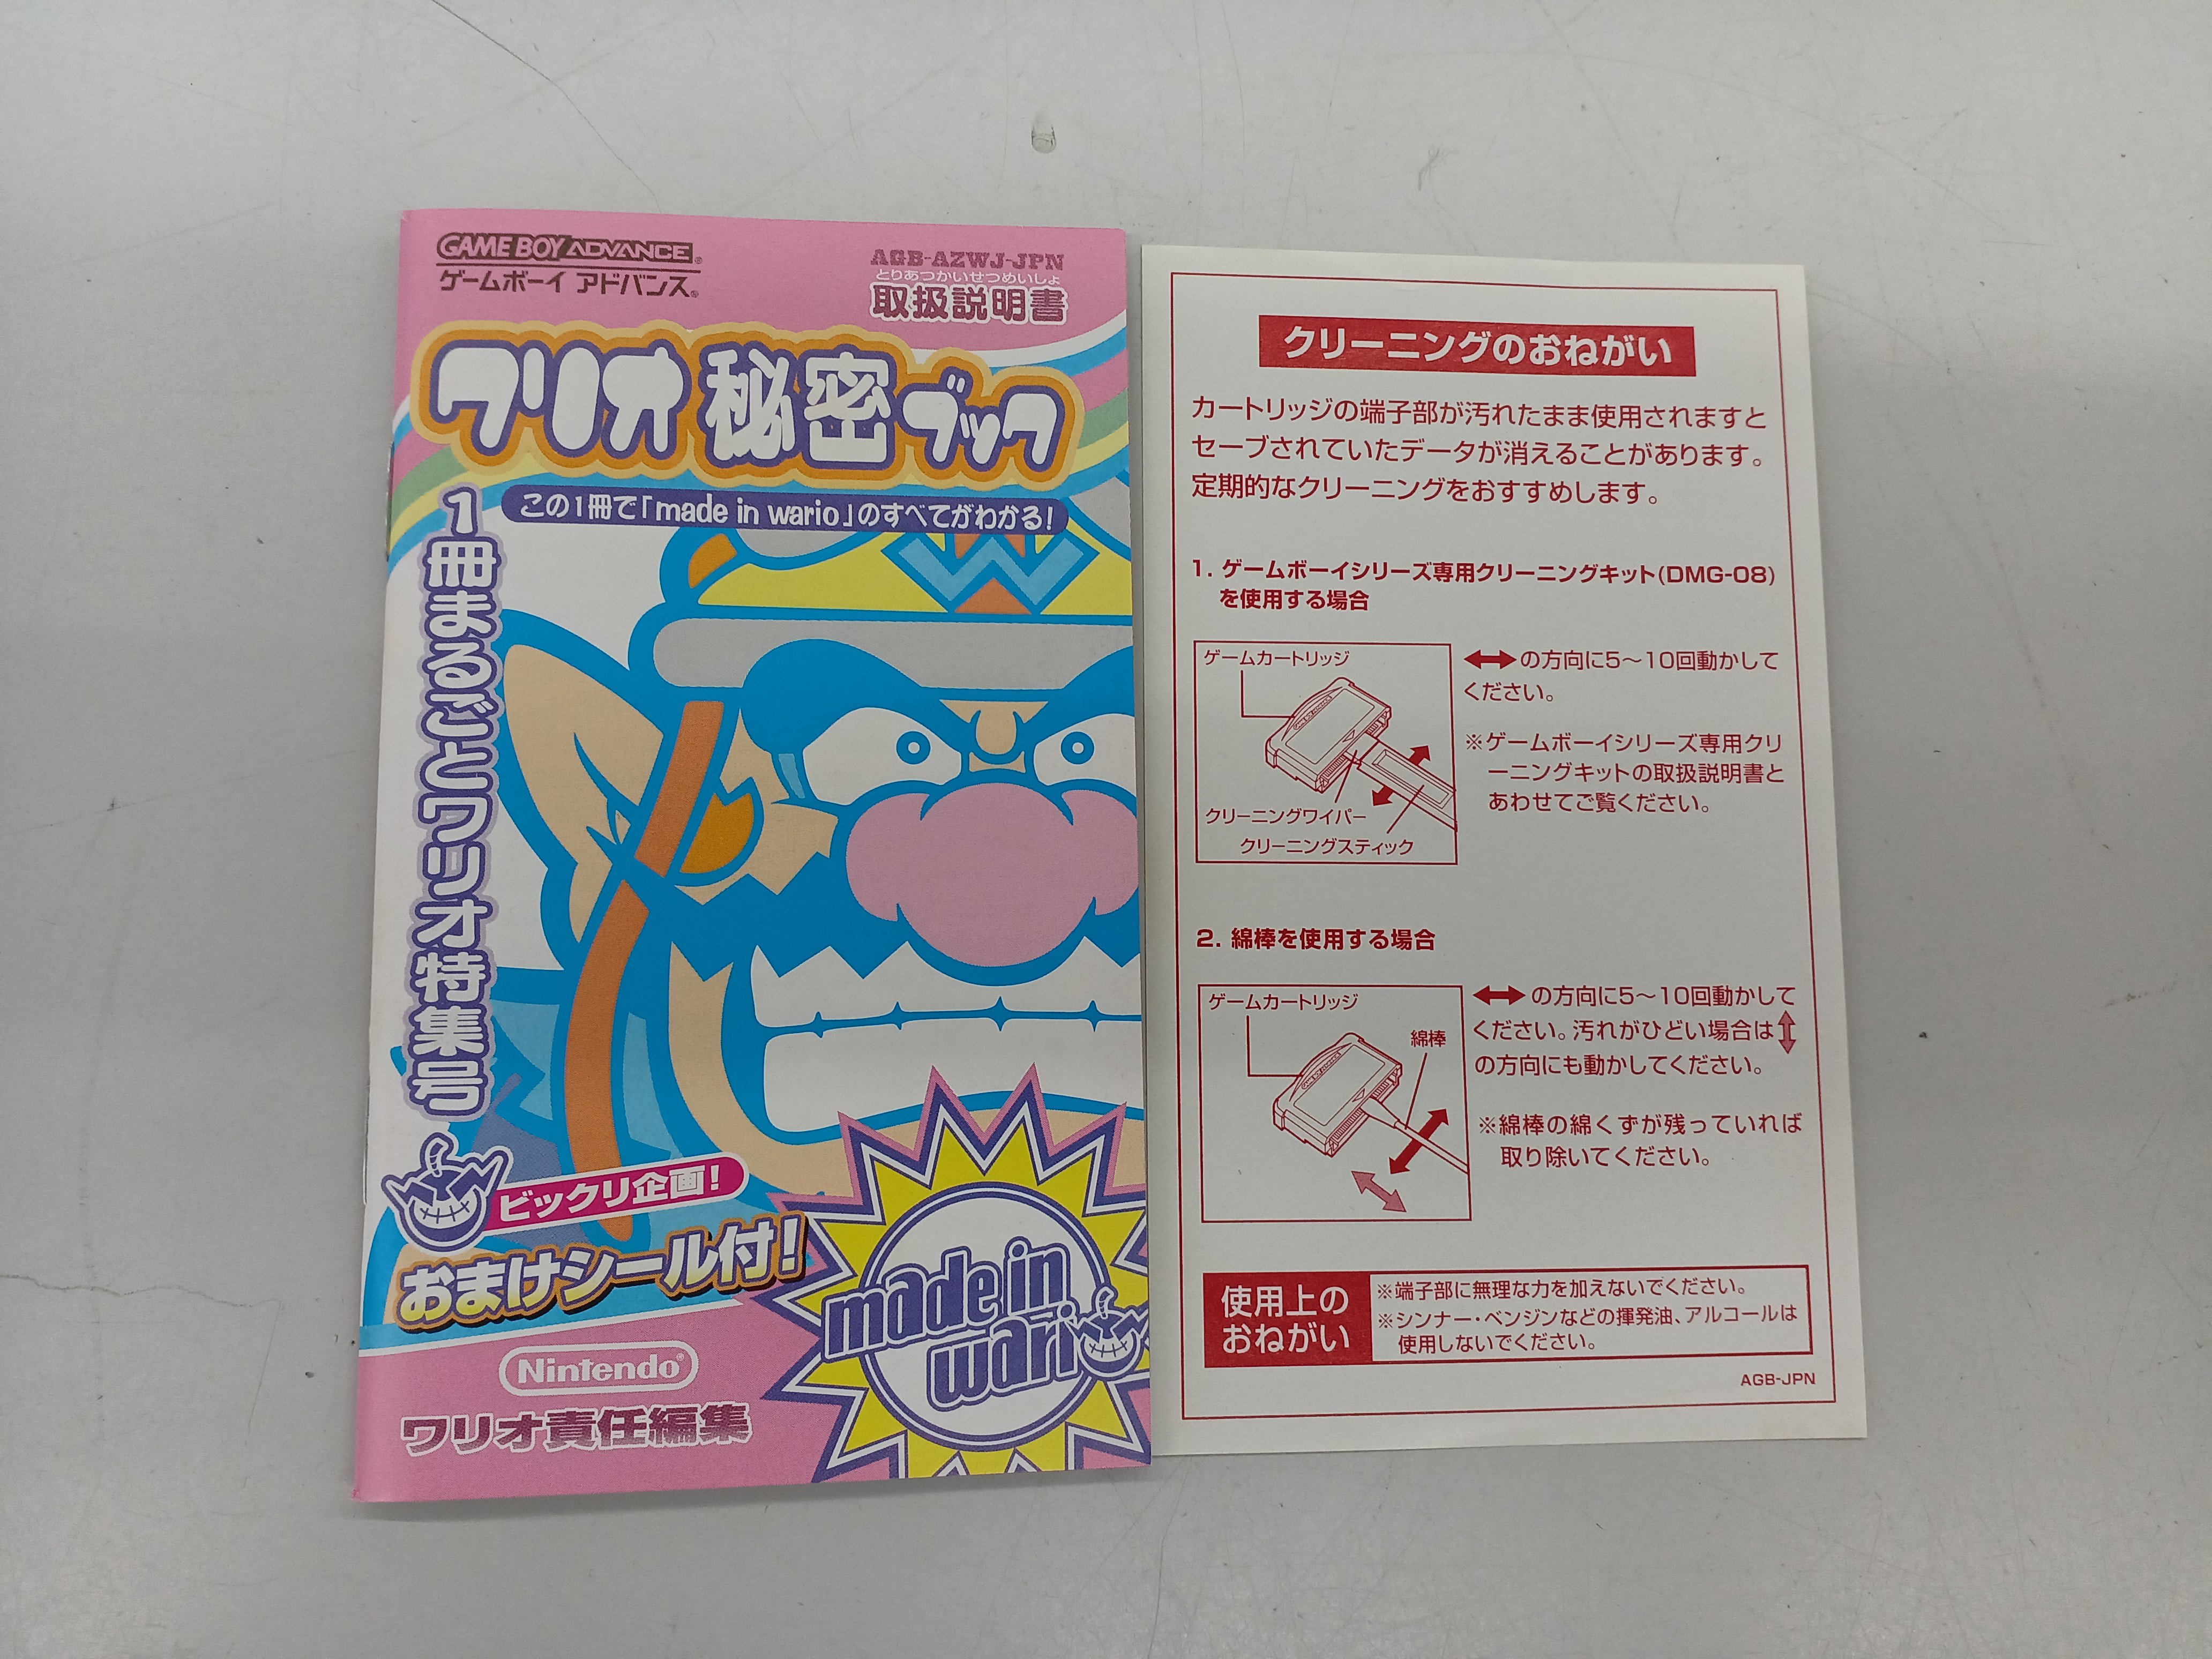 GAME BOY ADVANCE
ゲームボーイ アドバンス
AGB-AZWJ-JPN
とりあつかいせつめいしょ
取扱説明書
ワリオ秘密ブック
この1冊で「made in wario」のすべてがわかる!
1冊まるごとワリオ特集号
ビックリ企画!
おまけシール付!
made in
wario
Nintendo
ワリオ責任編集
クリーニングのおねがい
カートリッジの端子部が汚れたまま使用されますと
セーブされていたデータが消えることがあります。
定期的なクリーニングをおすすめします。
1. ゲームボーイシリーズ専用クリーニングキット(DMG-08)
を使用する場合
ゲームカートリッジ
クリーニングワイパー
クリーニングスティック
↔の方向に5〜10回動かして
ください。
※ゲームボーイシリーズ専用クリ
ーニングキットの取扱説明書と
あわせてご覧ください。
2. 綿棒を使用する場合
ゲームカートリッジ
綿棒
↔の方向に5〜10回動かして
ください。汚れがひどい場合は↕
の方向にも動かしてください。
※綿棒の綿くずが残っていれば
取り除いてください。
使用上の
おねがい
※端子部に無理な力を加えないでください。
※シンナー・ベンジンなどの揮発油、アルコールは
使用しないでください。
AGB-JPN